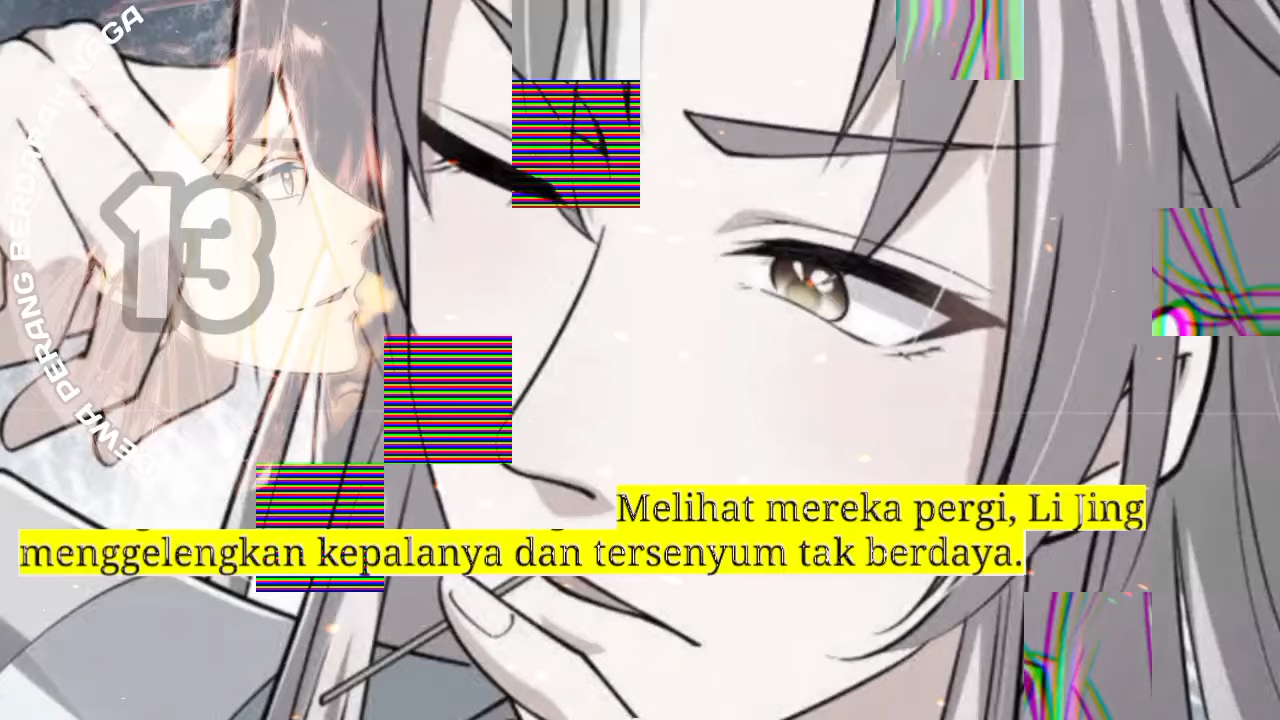 DEWA PERANG BERDARAH NAGA
13
Melihat mereka pergi, Li Jing
menggelengkan kepalanya dan tersenyum tak berdaya.